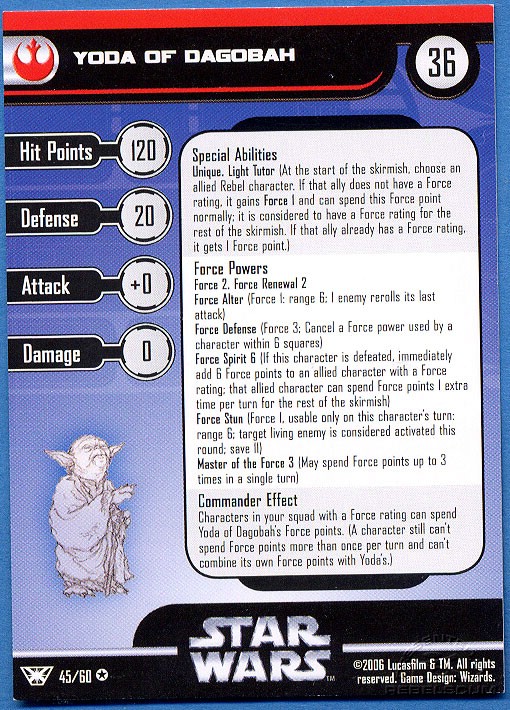 YODA OF DAGOBAH
36
Hit Points 120
Defense 20
Attack +0
Damage 0
Special Abilities
Unique. Light Tutor (At the start of the skirmish, choose an
allied Rebel character. If that ally does not have a Force
rating, it gains Force 1 and can spend this Force point
normally; it is considered to have a Force rating for the
rest of the skirmish. If that ally already has a Force rating,
it gets 1 Force point.)
Force Powers
Force 2. Force Renewal 2
Force Alter (Force 1: range 6; 1 enemy rerolls its last
attack)
Force Defense (Force 3: Cancel a Force power used by a
character within 6 squares)
Force Spirit 6 (If this character is defeated, immediately
add 6 Force points to an allied character with a Force
rating; that allied character can spend Force points 1 extra
time per turn for the rest of the skirmish)
Force Stun (Force 1, usable only on this character's turn:
range 6; target living enemy is considered activated this
round; save 11)
Master of the Force 3 (May spend Force points up to 3
times in a single turn)
Commander Effect
Characters in your squad with a Force rating can spend
Yoda of Dagobah's Force points. (A character still can't
spend Force points more than once per turn and can't
combine its own Force points with Yoda's.)
STAR
WARS™
45/60
©2006 Lucasfilm & TM. All rights
reserved. Game Design: Wizards.